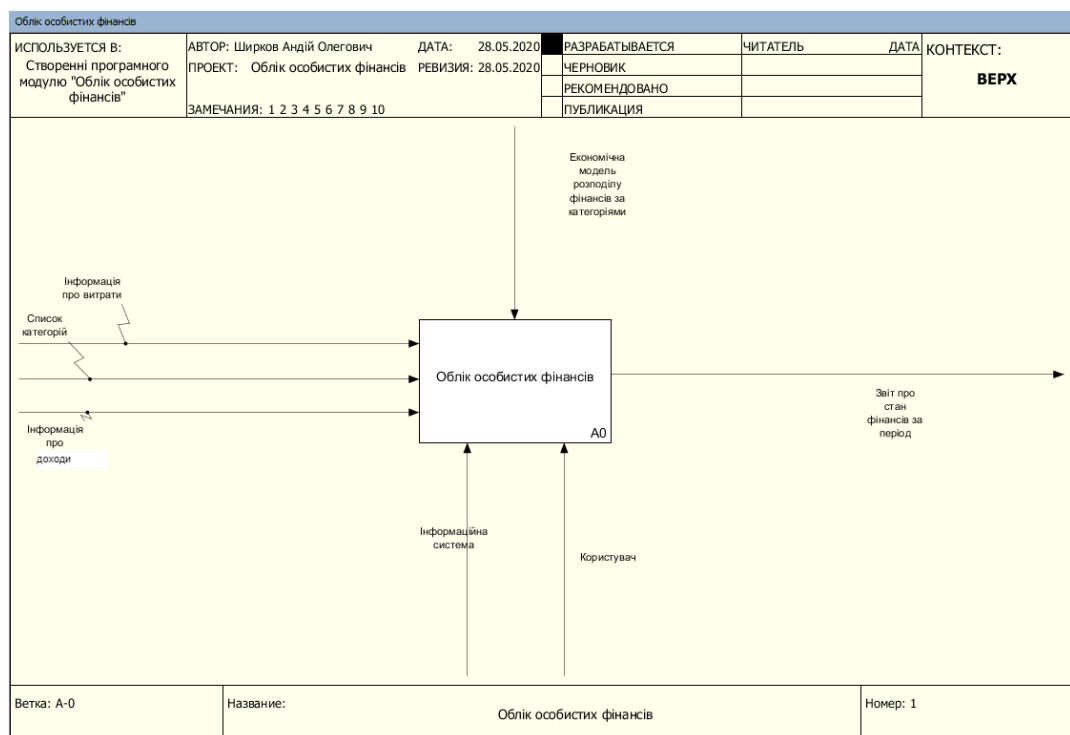 Облік особистих фінансів
ИСПОЛЬЗУЕТСЯ В:
Створенні програмного
модулю "Облік особистих
фінансів"
АВТОР: Ширков Андій Олегович
ДАТА: 28.05.2020
ПРОЕКТ: Облік особистих фінансів
РЕВИЗИЯ: 28.05.2020
ЗАМЕЧАНИЯ: 1 2 3 4 5 6 7 8 9 10
РАЗРАБАТЫВАЕТСЯ
ЧЕРНОВИК
РЕКОМЕНДОВАНО
ПУБЛИКАЦИЯ
ЧИТАТЕЛЬ ДАТА
КОНТЕКСТ:
ВЕРХ
Економічна
модель
розподілу
фінансів за
категоріями
Інформація
про витрати
Список
категорій
Інформація
про
доходи
Облік особистих фінансів
A0
Звіт про
стан
фінансів за
період
Інформаційна
система
Користувач
Ветка: A-0
Название:
Облік особистих фінансів
Номер: 1